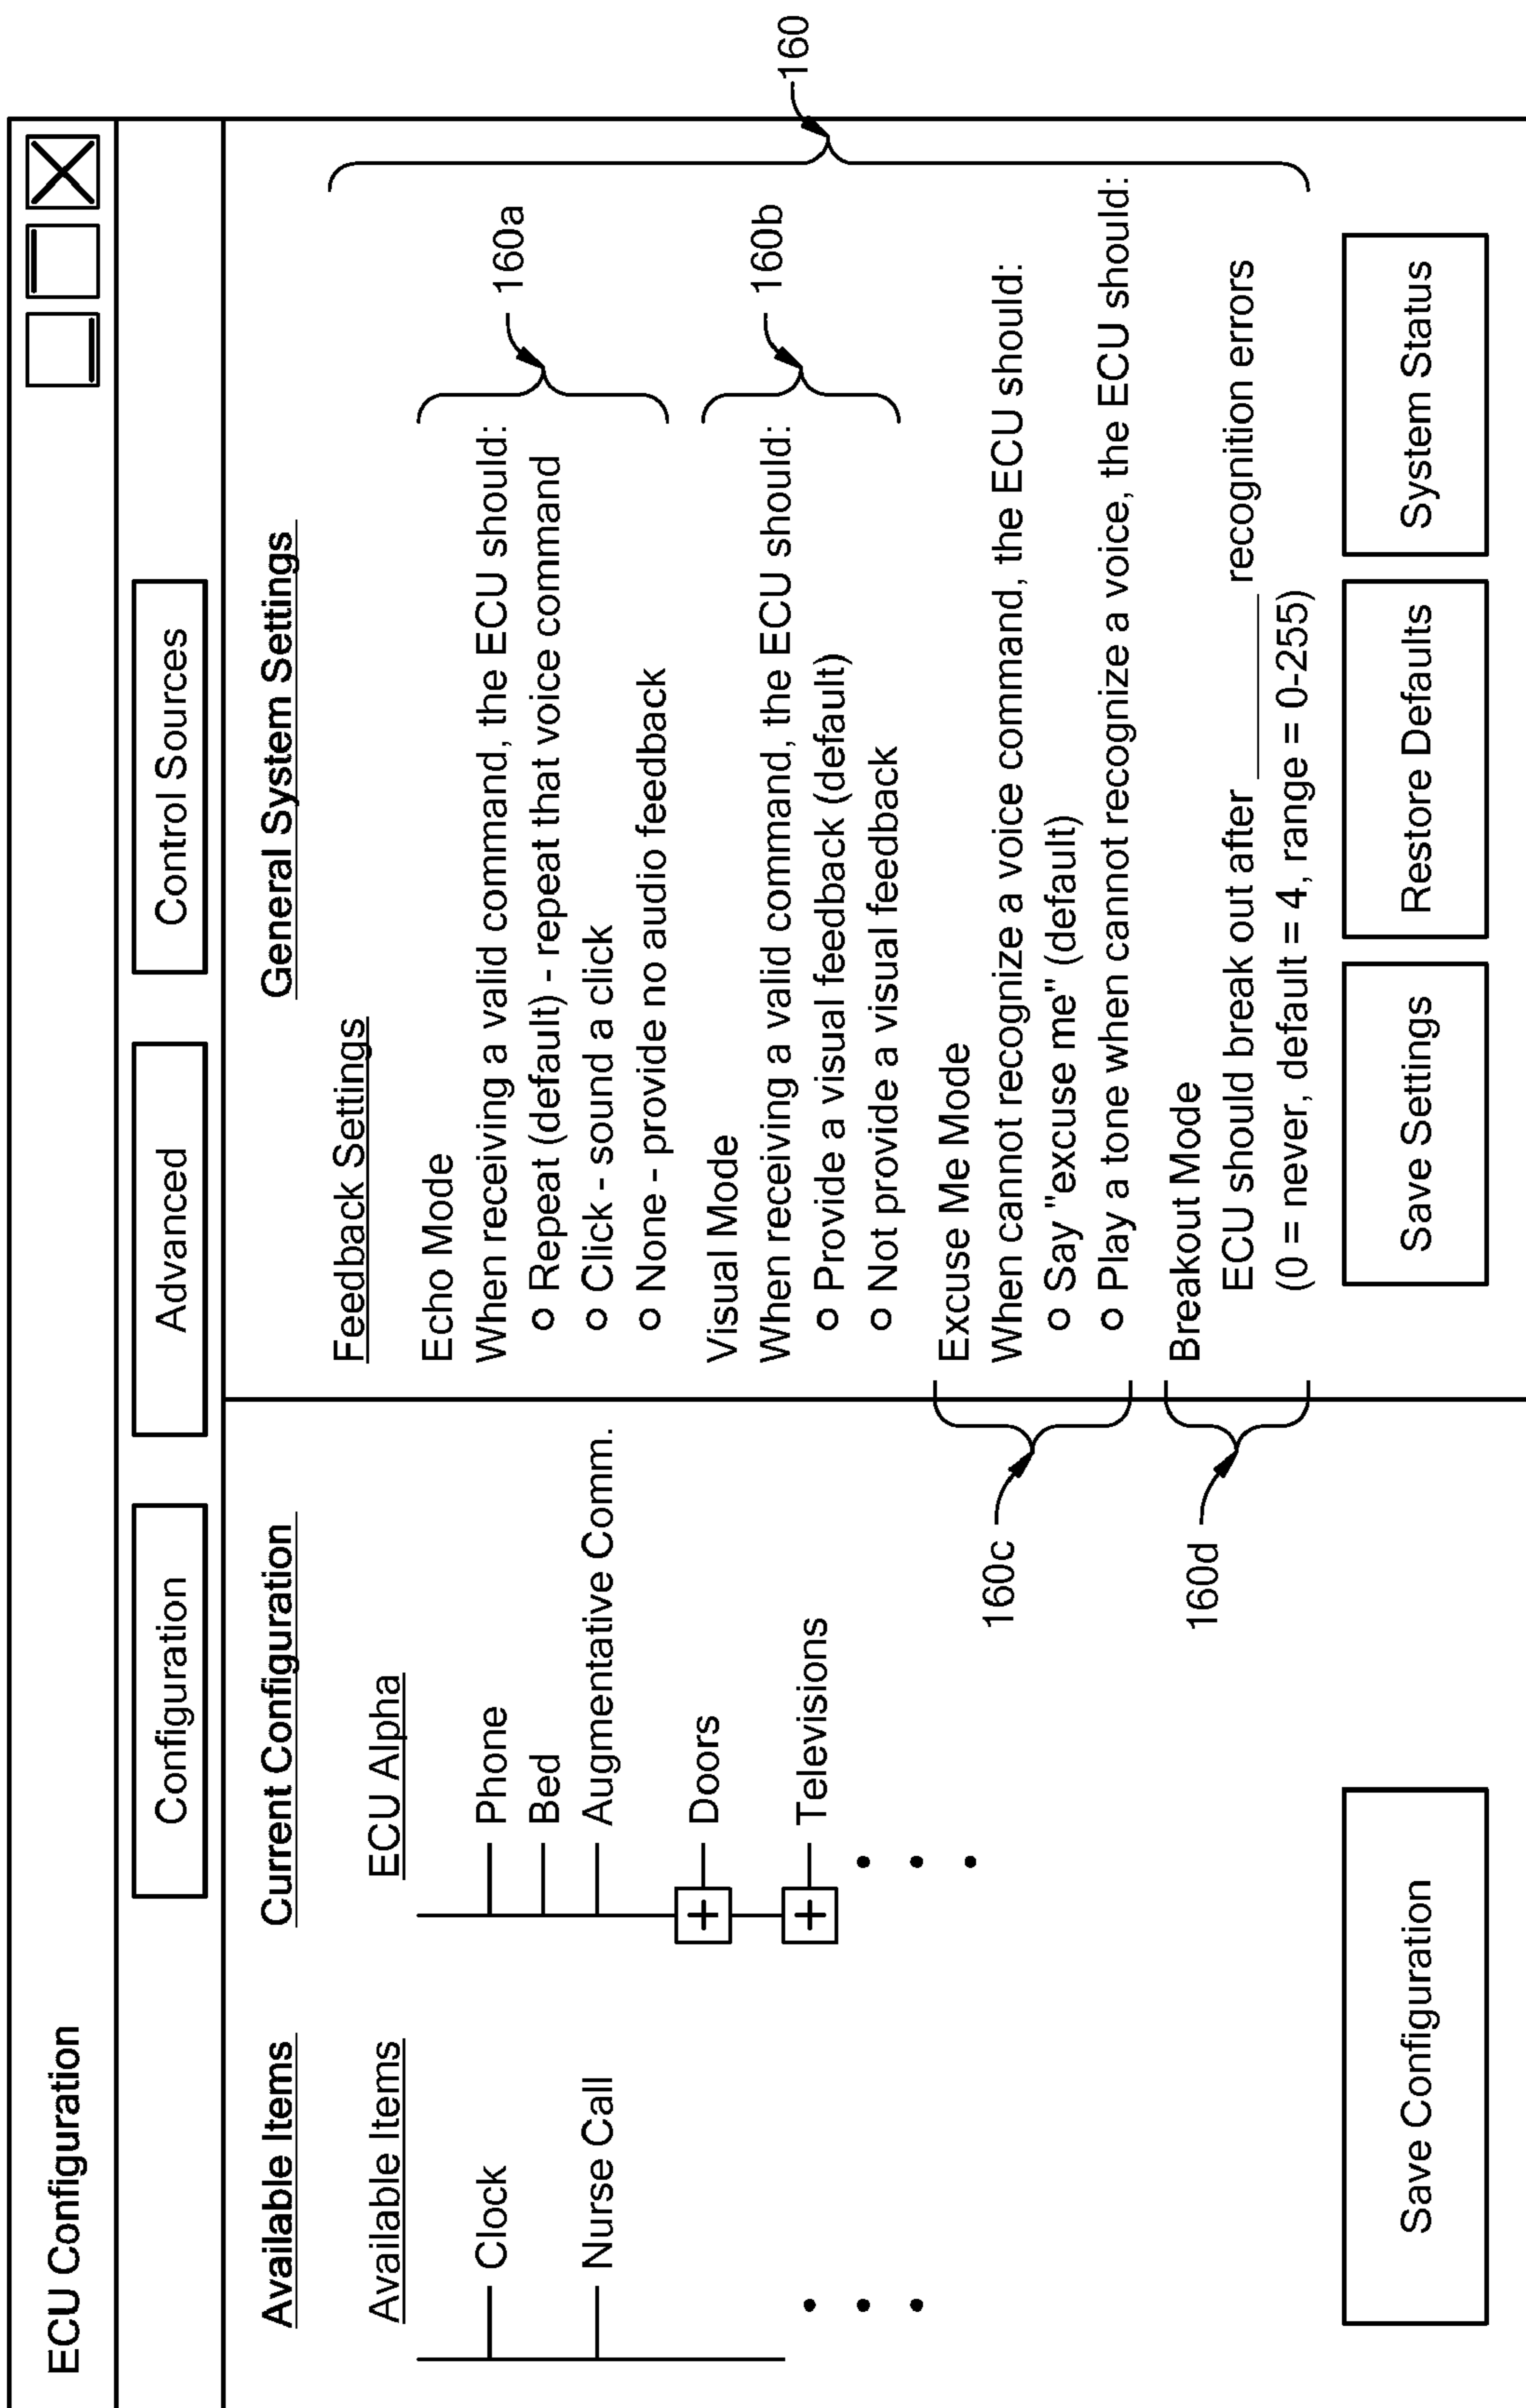 ECU Configuration
Configuration
Advanced
Control Sources
Available Items
Available Items
Clock
Nurse Call
Current Configuration
ECU Alpha
Phone
Bed
Augmentative Comm.
Doors
Televisions
Save Configuration
General System Settings
Feedback Settings
Echo Mode
When receiving a valid command, the ECU should:
o Repeat (default) - repeat that voice command
o Click - sound a click
o None - provide no audio feedback
160a
Visual Mode
When receiving a valid command, the ECU should:
o Provide a visual feedback (default)
o Not provide a visual feedback
160b
Excuse Me Mode
When cannot recognize a voice command, the ECU should:
o Say "excuse me" (default)
o Play a tone when cannot recognize a voice, the ECU should:
160c
Breakout Mode
ECU should break out after ______ recognition errors
(0 = never, default = 4, range = 0-255)
160d
160
Save Settings
Restore Defaults
System Status